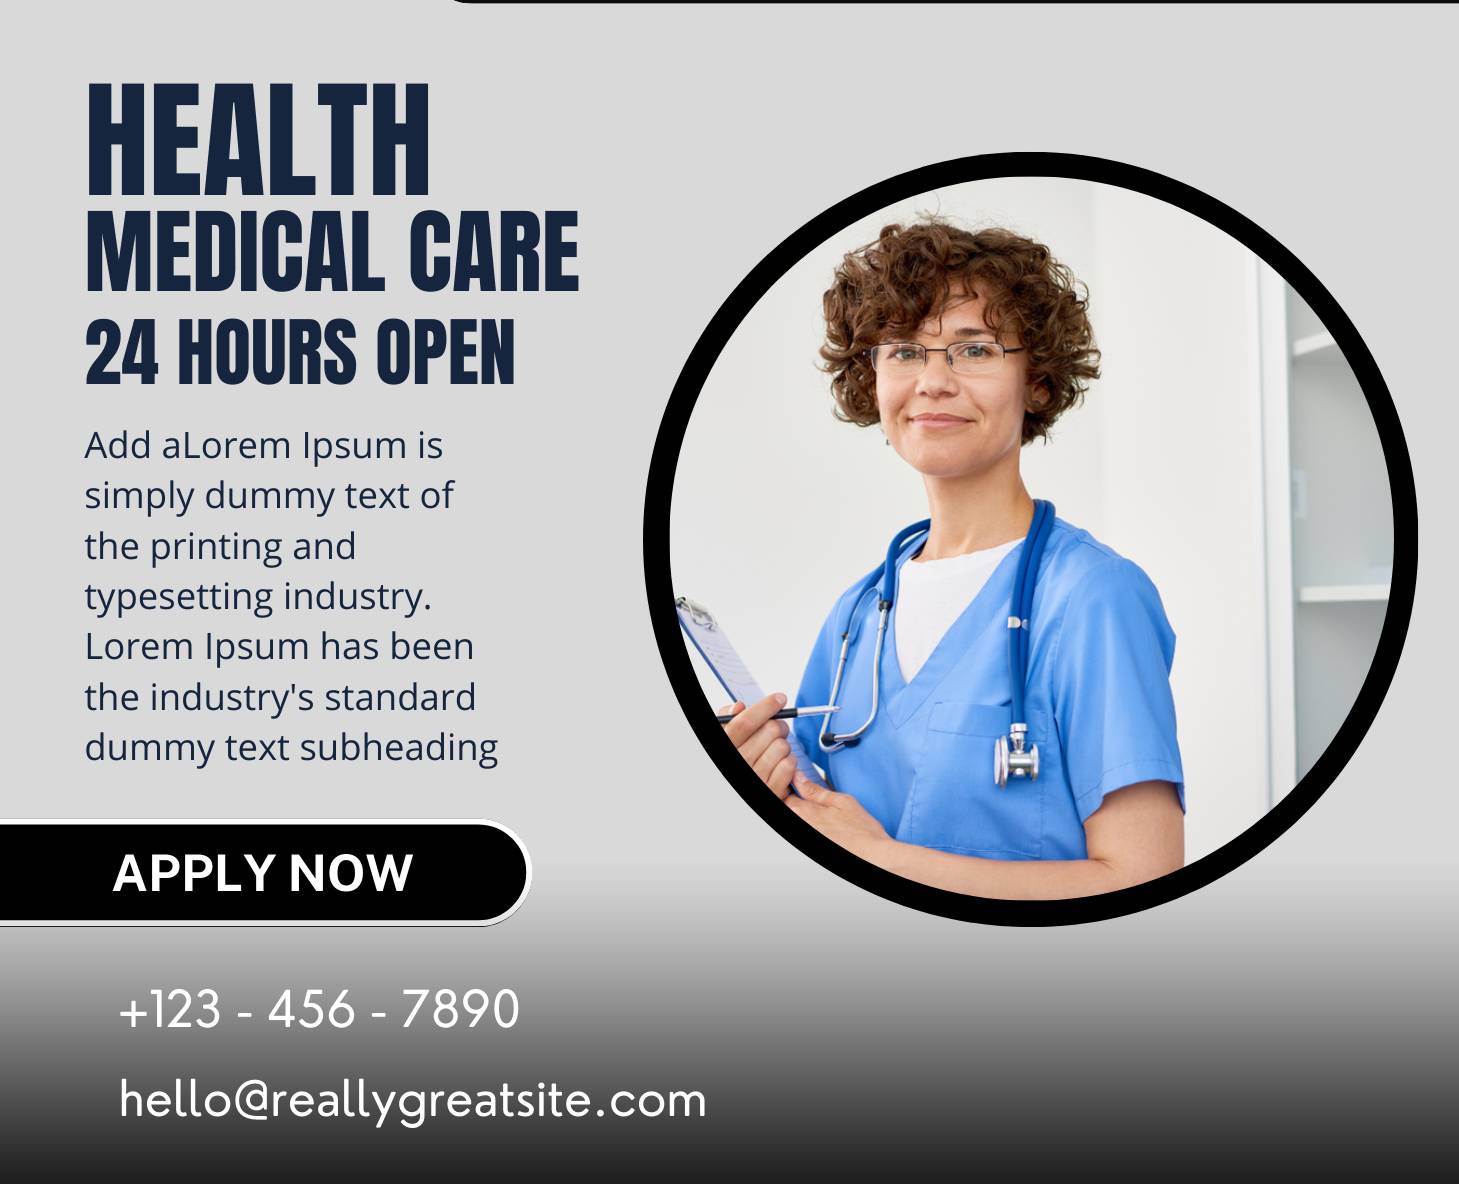 HEALTH
MEDICAL CARE
24 HOURS OPEN
Add aLorem Ipsum is
simply dummy text of
the printing and
typesetting industry.
Lorem Ipsum has been
the industry's standard
dummy text subheading
APPLY NOW
+123 - 456 - 7890
hello@reallygreatsite.com